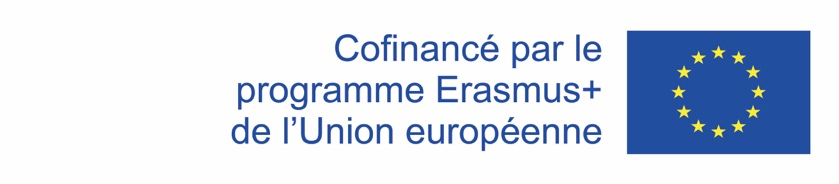 Cofinancé par le
programme Erasmus+
de l’Union européenne